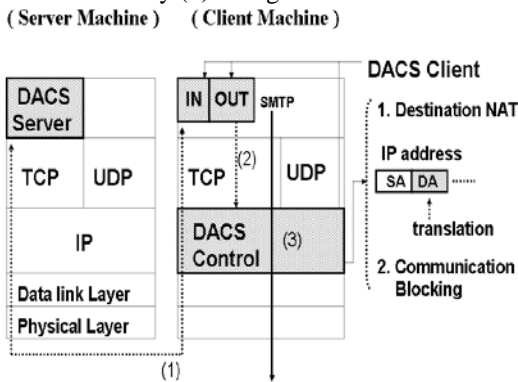 ( Server Machine ) ( Client Machine )
DACS Client
DACS
Server
IN OUT SMTP
1. Destination NAT
IP address
SA DA
translation
2. Communication
Blocking
TCP UDP
TCP (2) UDP
IP
DACS
Control
(3)
Data link Layer
Physical Layer
(1)